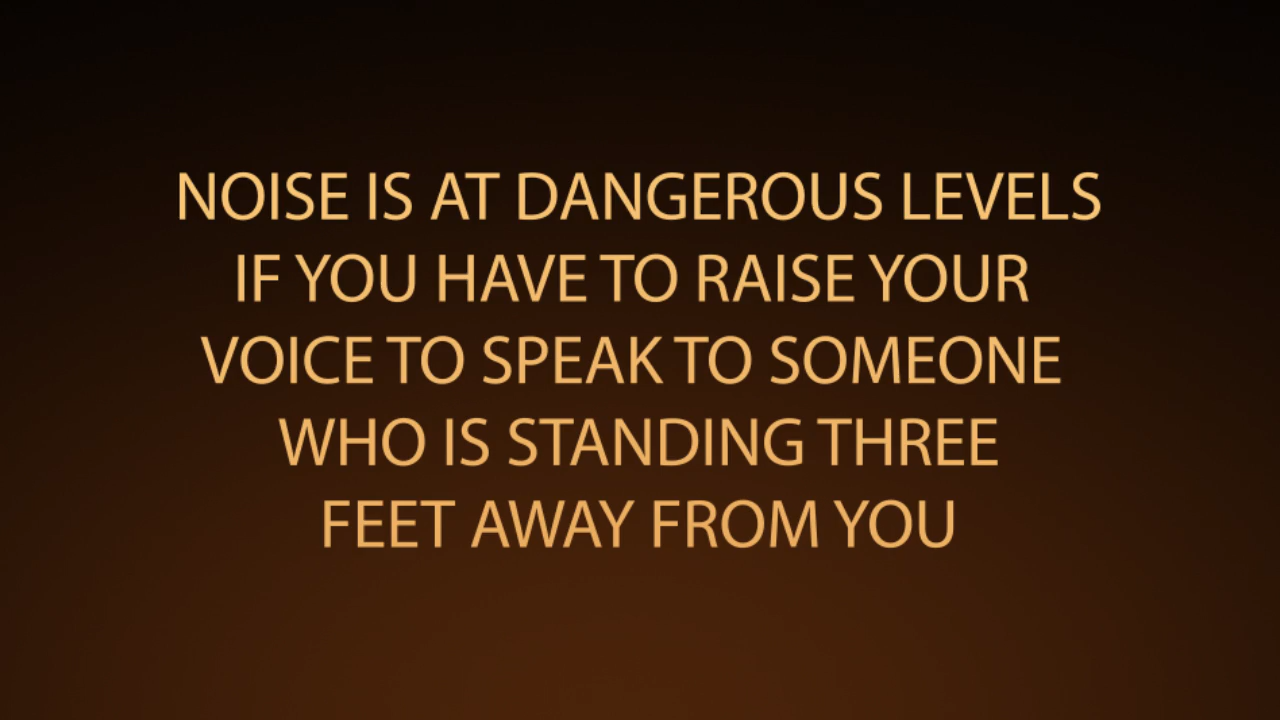 NOISE IS AT DANGEROUS LEVELS
IF YOU HAVE TO RAISE YOUR
VOICE TO SPEAK TO SOMEONE
WHO IS STANDING THREE
FEET AWAY FROM YOU